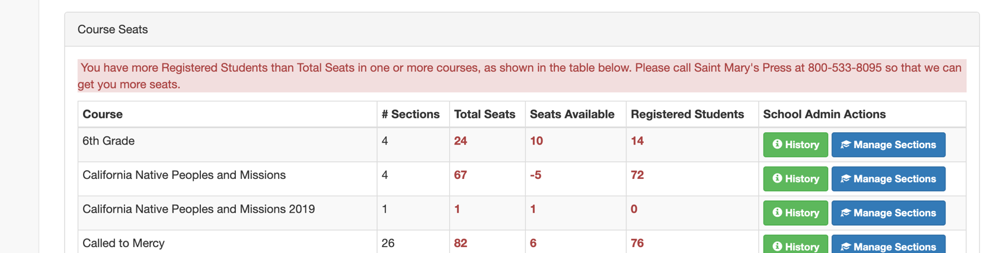 Course Seats
You have more Registered Students than Total Seats in one or more courses, as shown in the table below. Please call Saint Mary's Press at 800-533-8095 so that we can
get you more seats.
Course # Sections Total Seats Seats Available Registered Students School Admin Actions
6th Grade 4 24 10 14 History Manage Sections
California Native Peoples and Missions 4 67 -5 72 History Manage Sections
California Native Peoples and Missions 2019 1 1 1 0 History Manage Sections
Called to Mercy 26 82 6 76 History Manage Sections